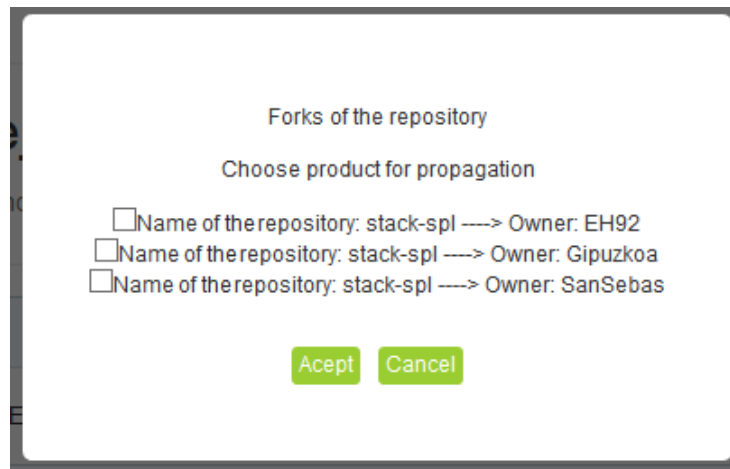 Forks of the repository
Choose product for propagation
Name of the repository: stack-spl ----> Owner: EH92
Name of the repository: stack-spl ----> Owner: Gipuzkoa
Name of the repository: stack-spl ----> Owner: SanSebas
Acept Cancel